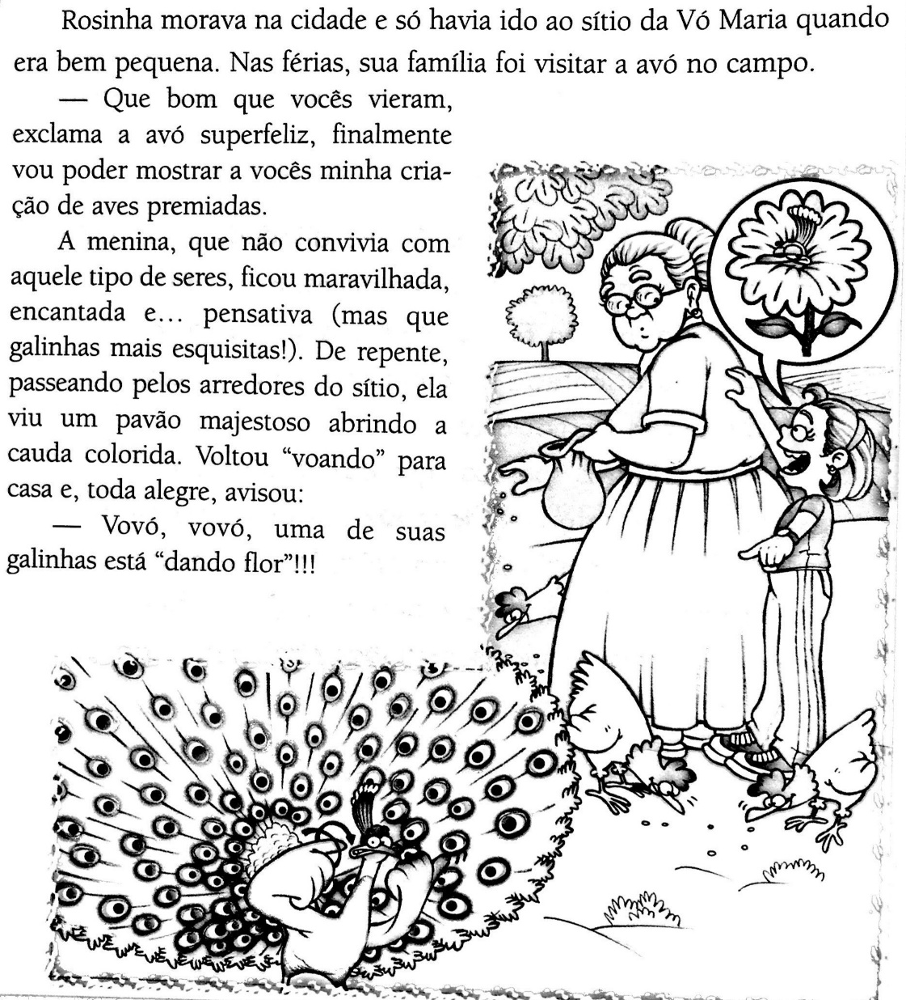 Rosinha morava na cidade e só havia ido ao sítio da Vó Maria quando
era bem pequena. Nas férias, sua família foi visitar a avó no campo.
— Que bom que vocês vieram,
exclama a avó superfeliz, finalmente
vou poder mostrar a vocês minha cria-
ção de aves premiadas.
A menina, que não convivia com
aquele tipo de seres, ficou maravilhada,
encantada e... pensativa (mas que
galinhas mais esquisitas!). De repente,
passeando pelos arredores do sítio, ela
viu um pavão majestoso abrindo a
cauda colorida. Voltou “voando” para
casa e, toda alegre, avisou:
— Vovó, vovó, uma de suas
galinhas está “dando flor”!!!